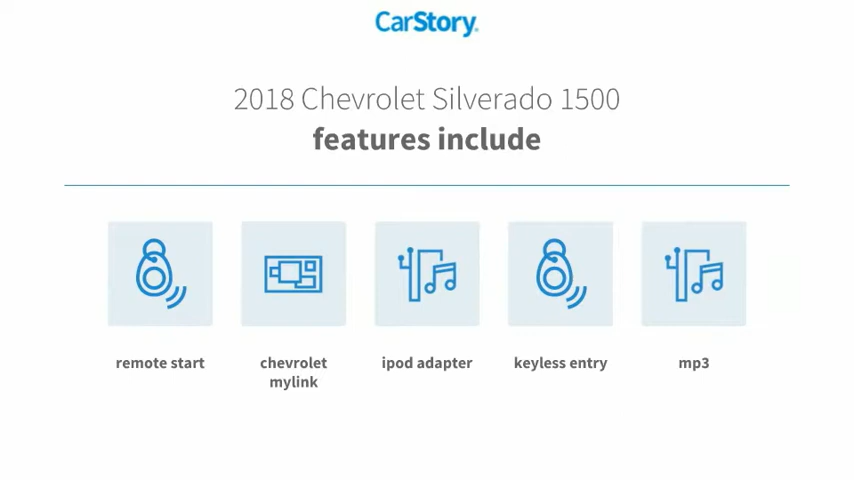 CarStory
2018 Chevrolet Silverado 1500
features include
remote start
chevrolet
mylink
ipod adapter
keyless entry
mp3